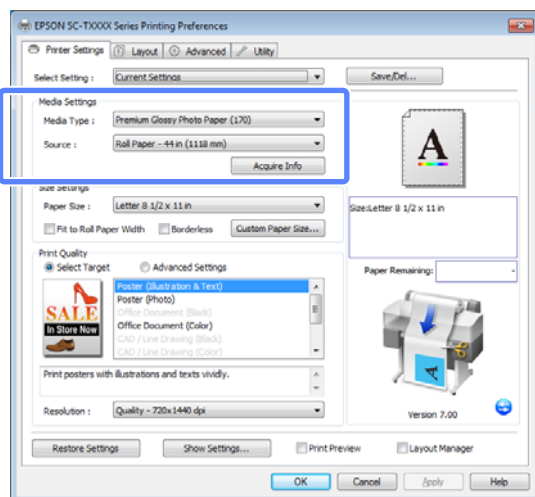 EPSON SC-TXXXX Series Printing Preferences
Printer Settings Layout Advanced Utility
Select Setting : Current Settings Save/Del...
Media Settings
Media Type : Premium Glossy Photo Paper (170)
Source : Roll Paper - 44 in (1118 mm)
Acquire Info
A
Size Settings
Paper Size : Letter 8 1/2 x 11 in
Size:Letter 8 1/2 x 11 in
Fit to Roll Paper Width Borderless Custom Paper Size...
Print Quality
Select Target Advanced Settings
Paper Remaining: -
SALE
In Store Now
Poster (Illustration & Text)
Poster (Photo)
Office Document (Black)
Office Document (Color)
CAD / Line Drawing (Black)
CAD / Line Drawing (Color)
A
Print posters with illustrations and texts vividly.
Resolution : Quality - 720x1440 dpi
Version 7.00
Restore Settings Show Settings... Print Preview Layout Manager
OK Cancel Apply Help